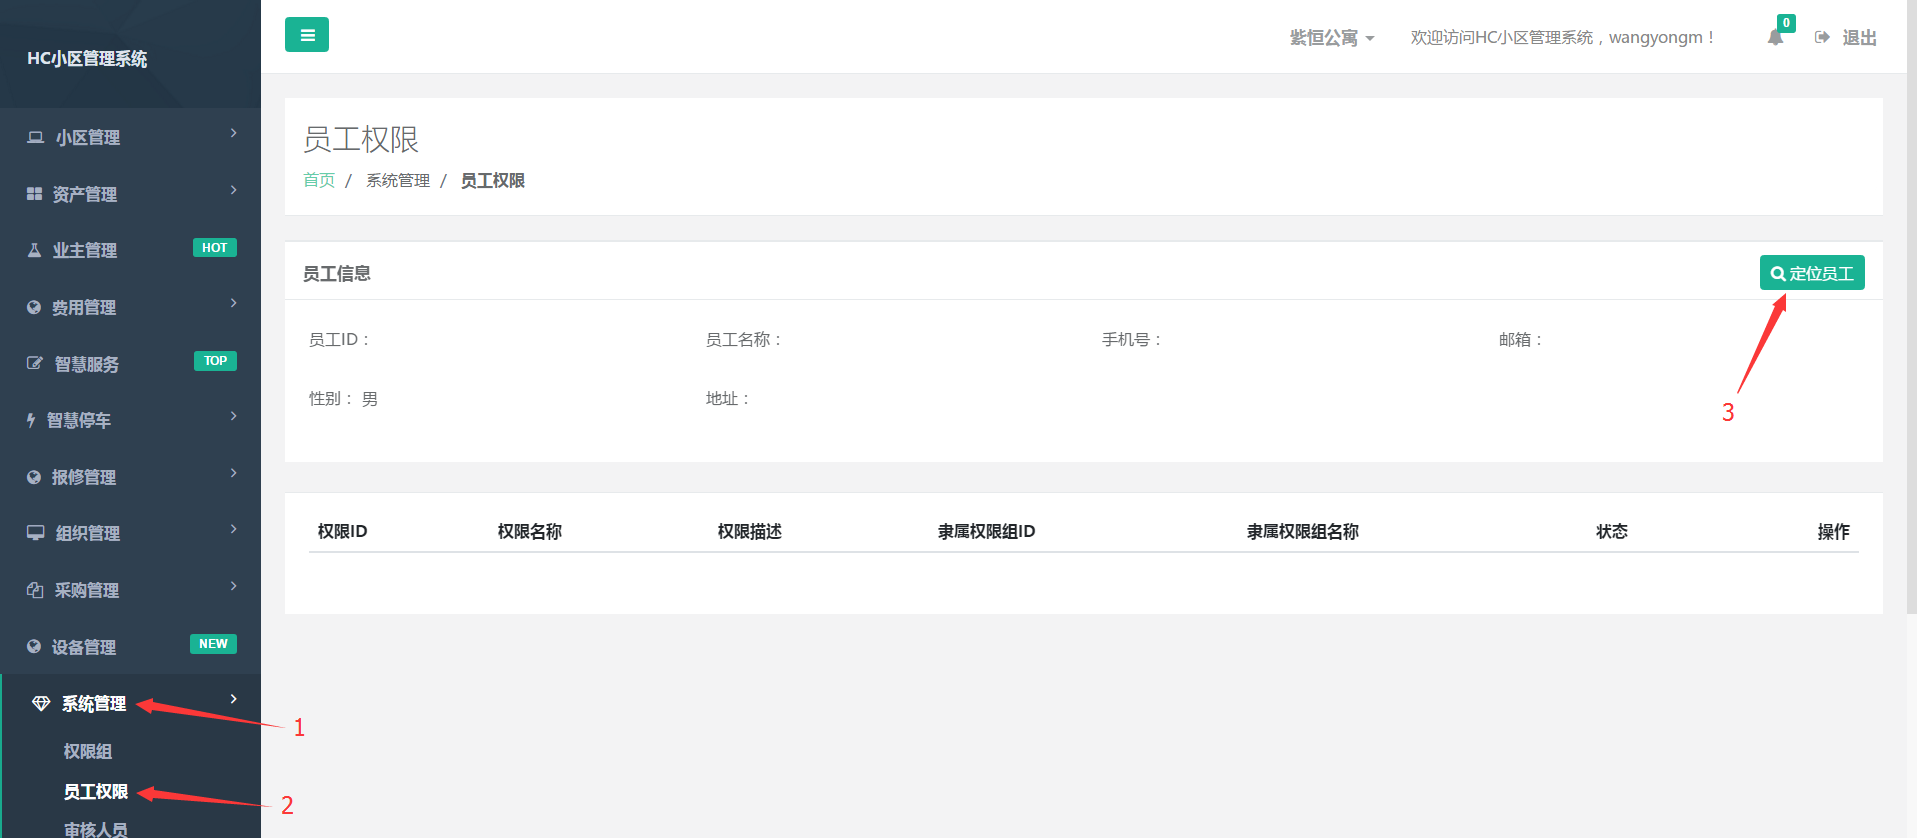 HC小区管理系统
小区管理
资产管理
业主管理 HOT
费用管理
智慧服务 TOP
智慧停车
报修管理
组织管理
采购管理
设备管理 NEW
系统管理
1
权限组
员工权限
2
审核人员
紫恒公寓 欢迎访问HC小区管理系统，wangyongm！ 0 退出
员工权限
首页 / 系统管理 / 员工权限
员工信息 定位员工
员工ID： 员工名称： 手机号： 邮箱：
性别： 男 地址：
3
权限ID 权限名称 权限描述 隶属权限组ID 隶属权限组名称 状态 操作